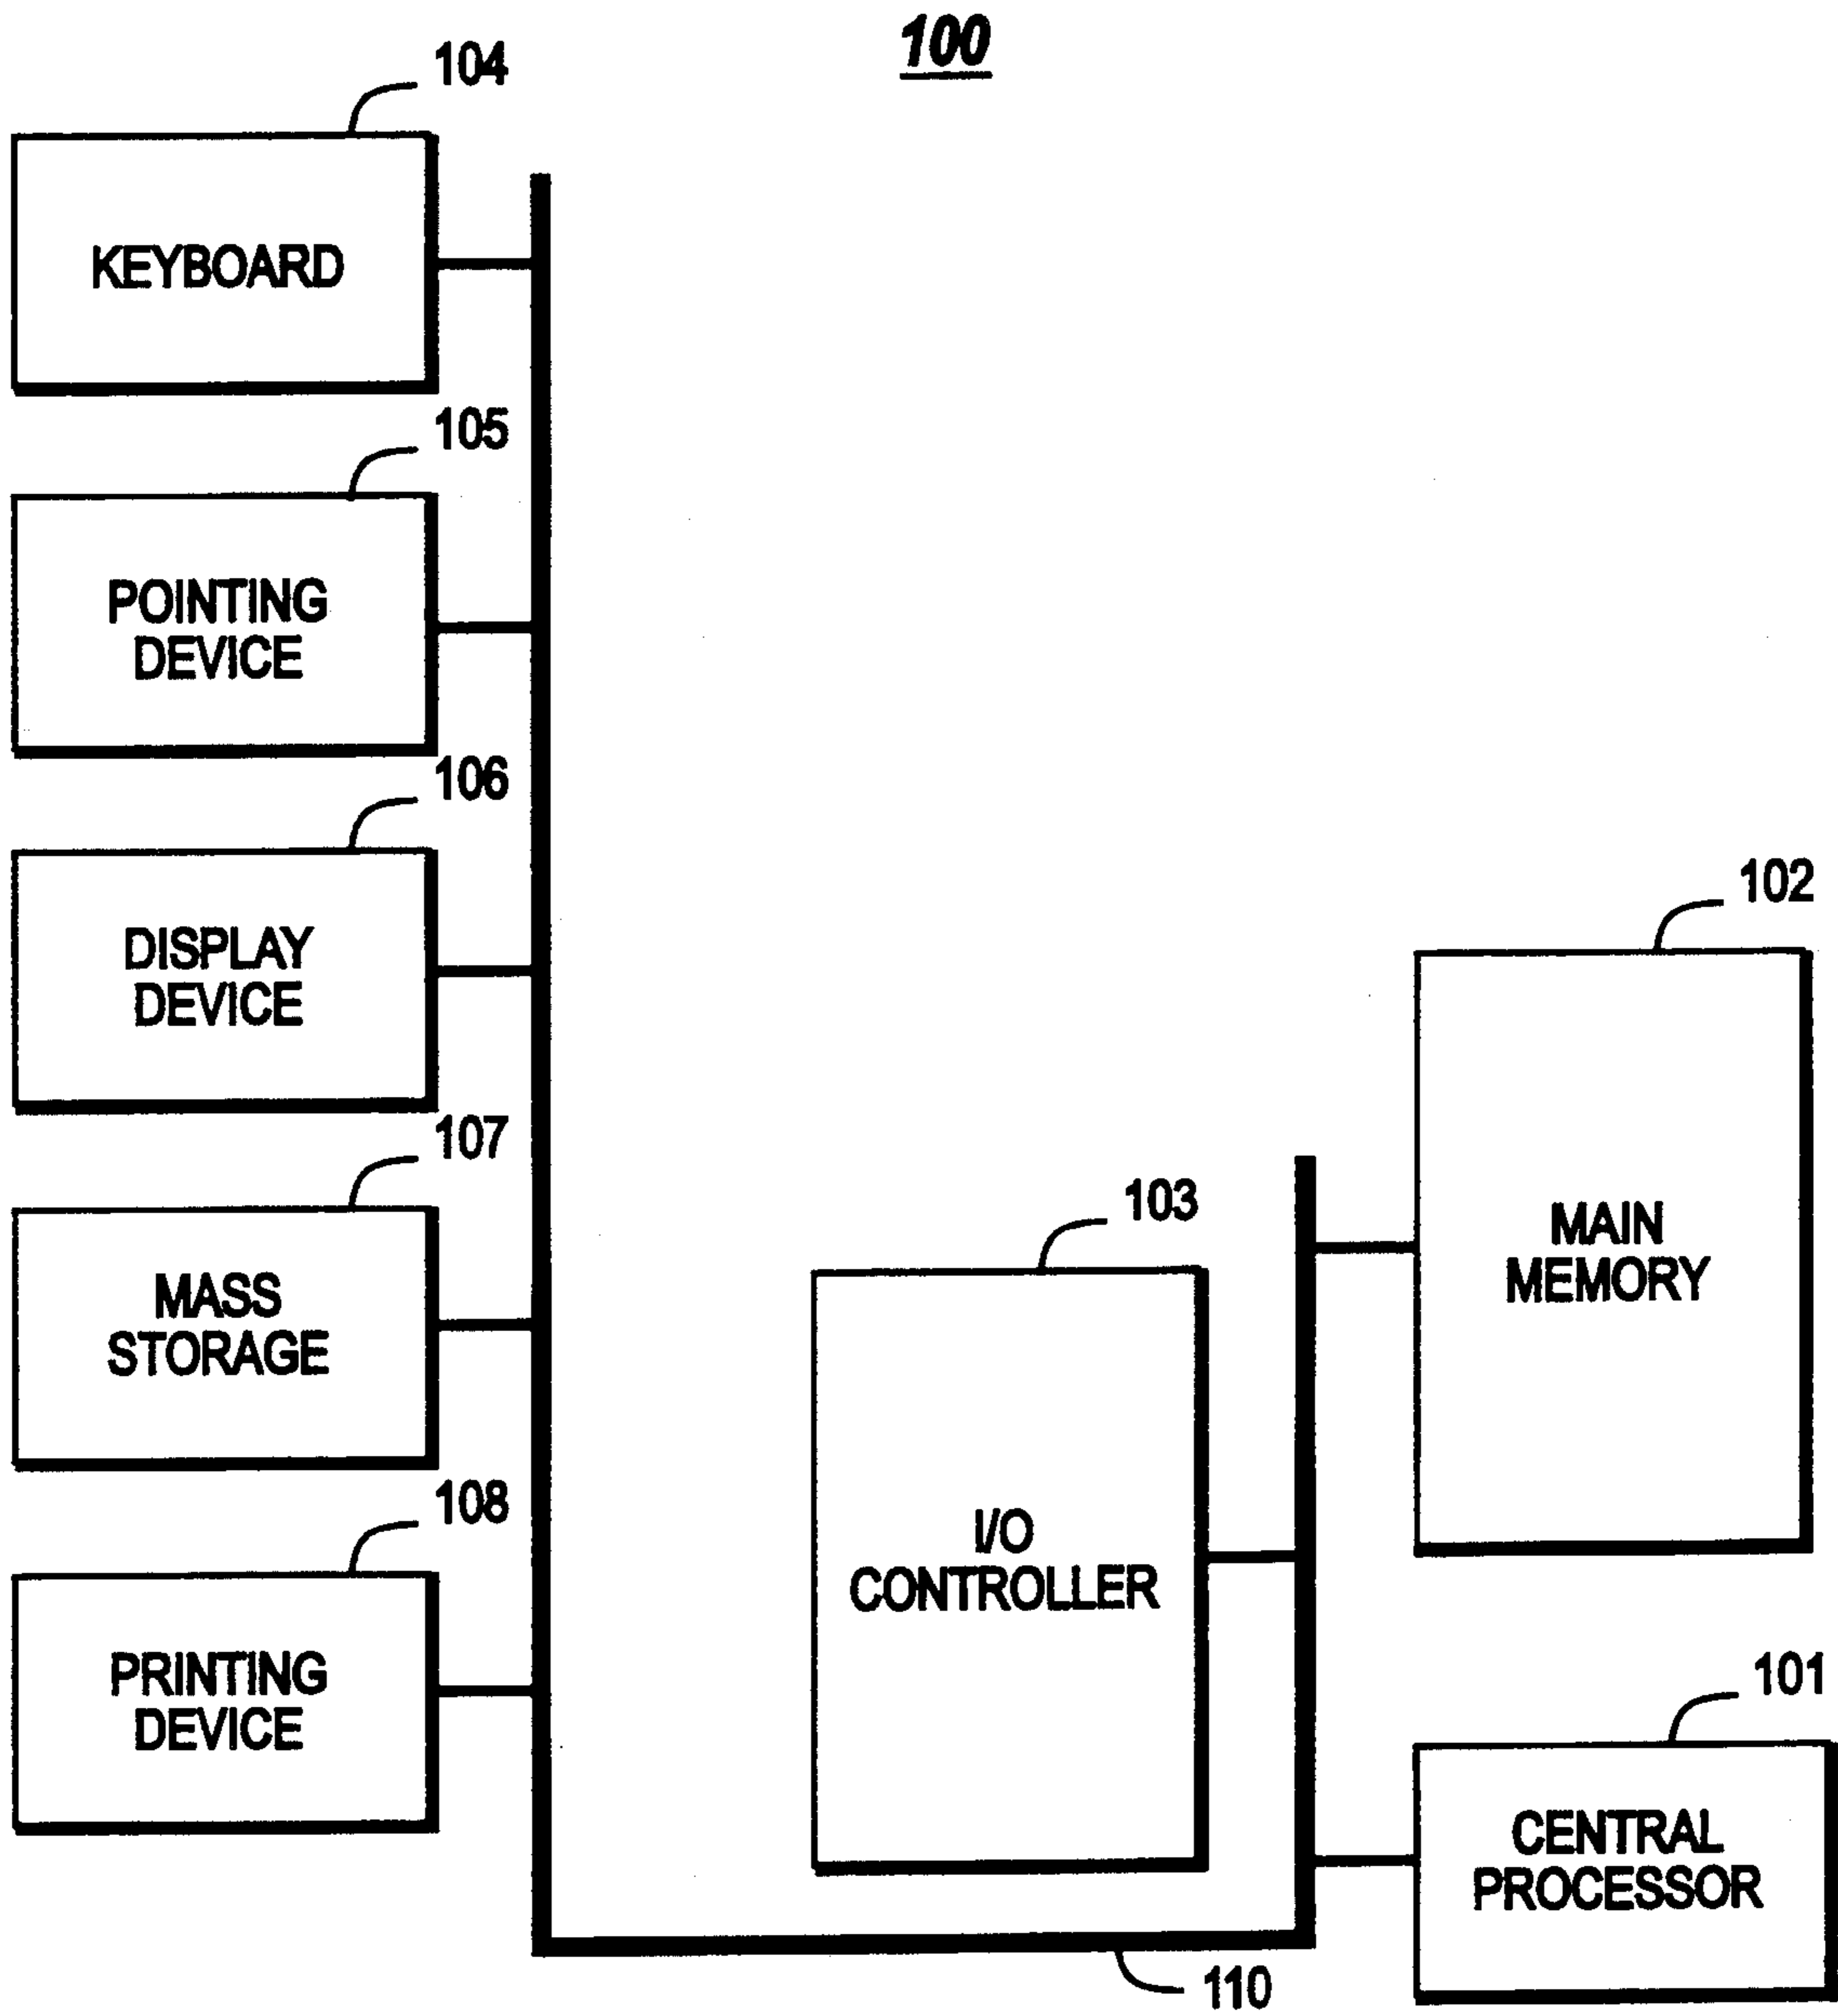 100
104
KEYBOARD
105
POINTING
DEVICE
106
DISPLAY
DEVICE
107
MASS
STORAGE
108
PRINTING
DEVICE
103
I/O
CONTROLLER
102
MAIN
MEMORY
101
CENTRAL
PROCESSOR
110